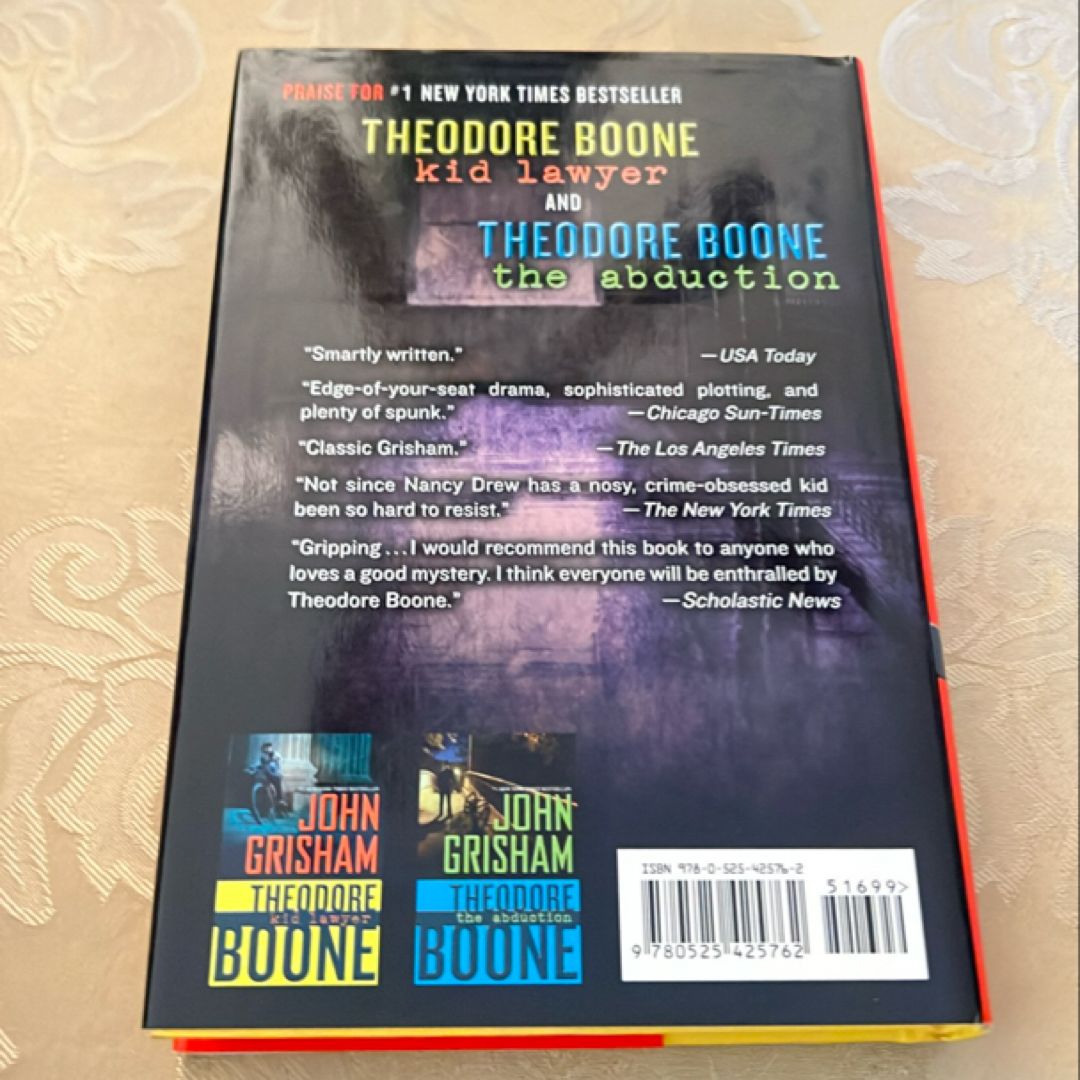 PRAISE FOR #1 NEW YORK TIMES BESTSELLER
THEODORE BOONE
kid lawyer
AND
THEODORE BOONE
the abduction
"Smartly written." —USA Today
"Edge-of-your-seat drama, sophisticated plotting, and
plenty of spunk." —Chicago Sun-Times
"Classic Grisham." —The Los Angeles Times
"Not since Nancy Drew has a nosy, crime-obsessed kid
been so hard to resist." —The New York Times
"Gripping...I would recommend this book to anyone who
loves a good mystery. I think everyone will be enthralled by
Theodore Boone." —Scholastic News
JOHN
GRISHAM
THEODORE
kid lawyer
BOONE
JOHN
GRISHAM
THEODORE
the abduction
BOONE
ISBN 978-0-525-42576-2
51699>
9 780525 425762